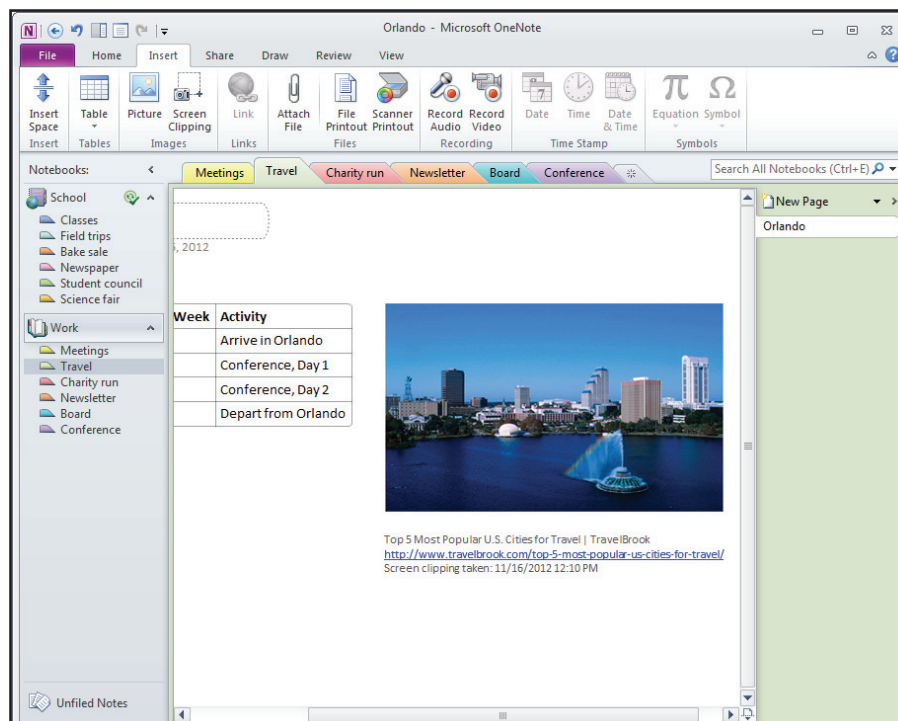 Orlando - Microsoft OneNote
File Home Insert Share Draw Review View
Insert Space
Table
Picture
Screen Clipping
Link
Attach File
File Printout
Scanner Printout
Record Audio
Record Video
Date
Time
Date & Time
Equation
Symbol
Insert Tables Images Links Files Recording Time Stamp Symbols
Notebooks:
Meetings Travel Charity run Newsletter Board Conference
Search All Notebooks (Ctrl+E)
School
Classes
Field trips
Bake sale
Newspaper
Student council
Science fair
Work
Meetings
Travel
Charity run
Newsletter
Board
Conference
Unfiled Notes
, 2012
Week Activity
Arrive in Orlando
Conference, Day 1
Conference, Day 2
Depart from Orlando
Top 5 Most Popular U.S. Cities for Travel | TravelBrook
http://www.travelbrook.com/top-5-most-popular-us-cities-for-travel/
Screen clipping taken: 11/16/2012 12:10 PM
New Page
Orlando